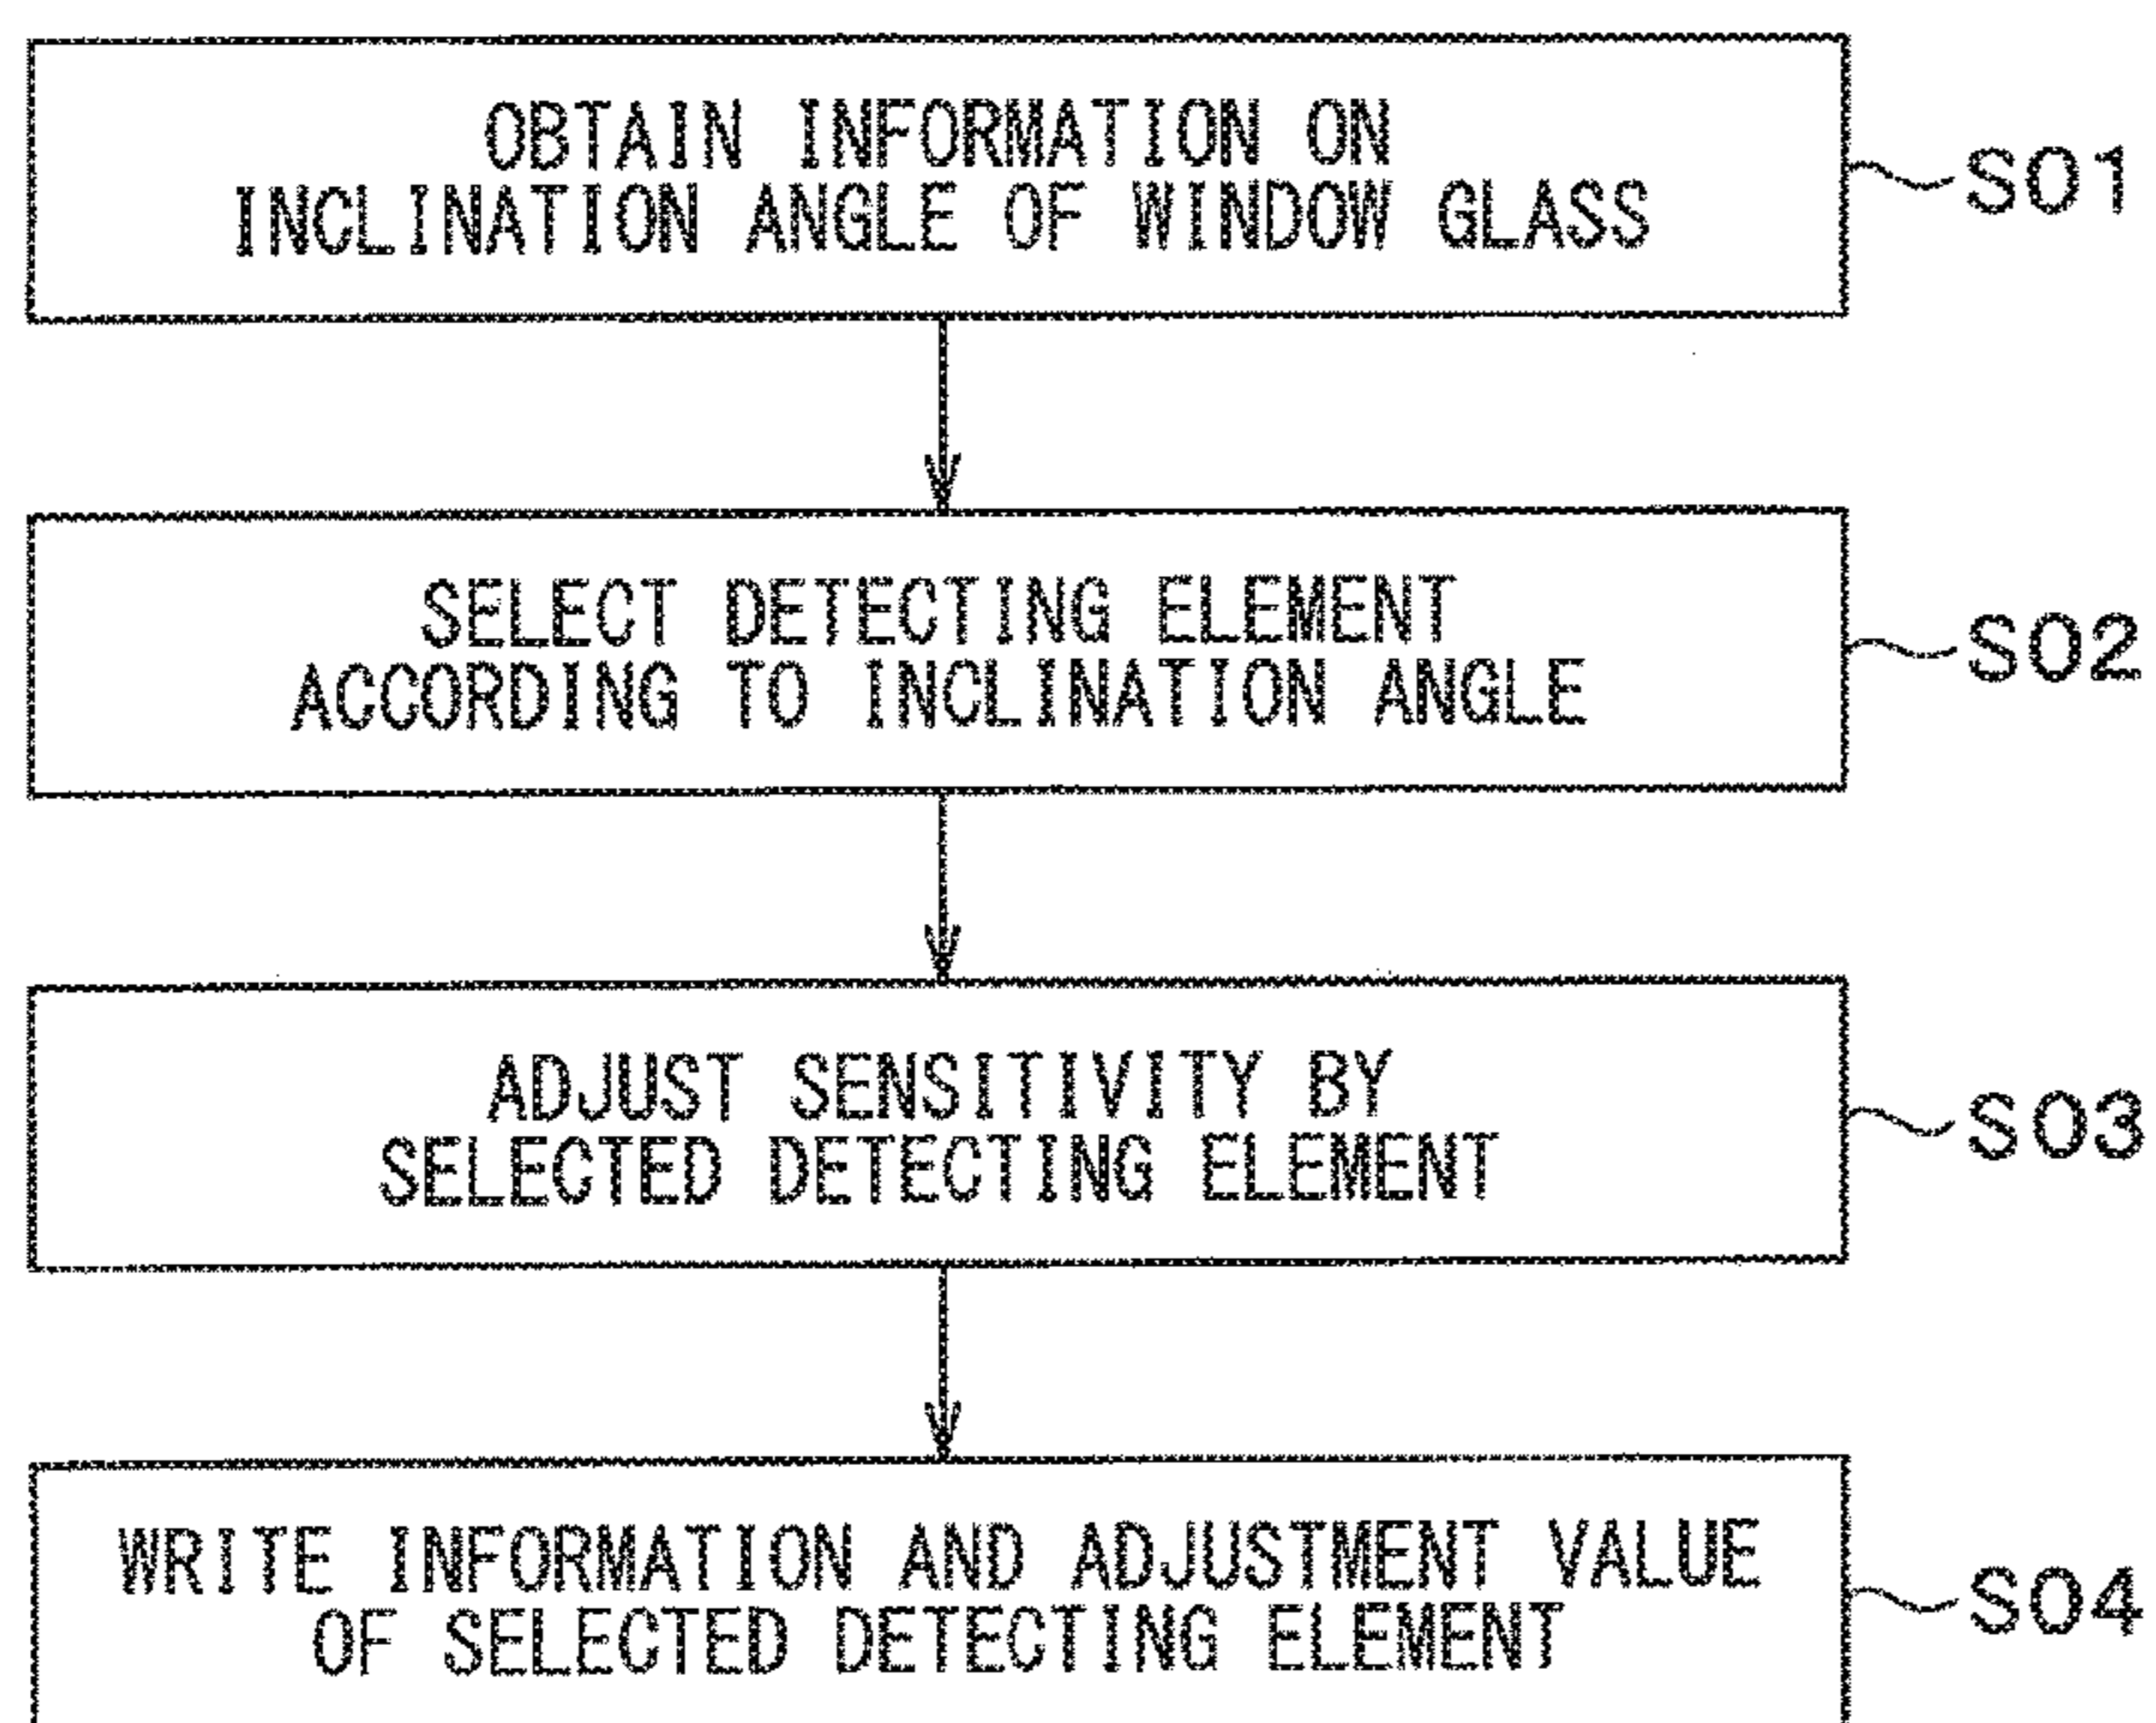 OBTAIN INFORMATION ON
INCLINATION ANGLE OF WINDOW GLASS
S01
SELECT DETECTING ELEMENT
ACCORDING TO INCLINATION ANGLE
S02
ADJUST SENSITIVITY BY
SELECTED DETECTING ELEMENT
S03
WRITE INFORMATION AND ADJUSTMENT VALUE
OF SELECTED DETECTING ELEMENT
S04